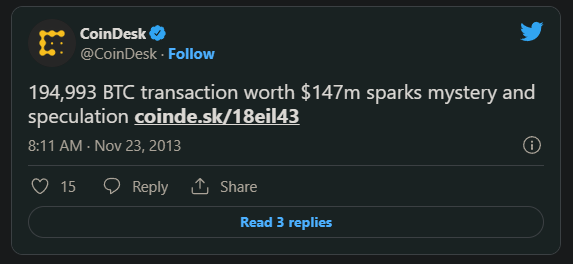 CoinDesk
@CoinDesk · Follow
194,993 BTC transaction worth $147m sparks mystery and
speculation coinde.sk/18eil43
8:11 AM · Nov 23, 2013
15 Reply Share
Read 3 replies